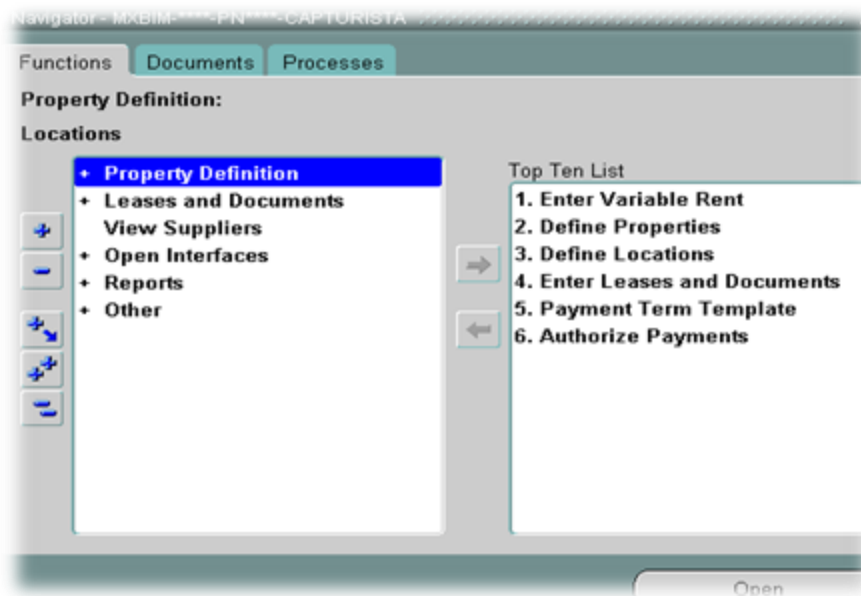 Navigator - MXBIM-****-PN****-CAPTURISTA
Functions Documents Processes
Property Definition:
Locations
+ Property Definition
+ Leases and Documents
View Suppliers
+ Open Interfaces
+ Reports
+ Other
Top Ten List
1. Enter Variable Rent
2. Define Properties
3. Define Locations
4. Enter Leases and Documents
5. Payment Term Template
6. Authorize Payments
Open